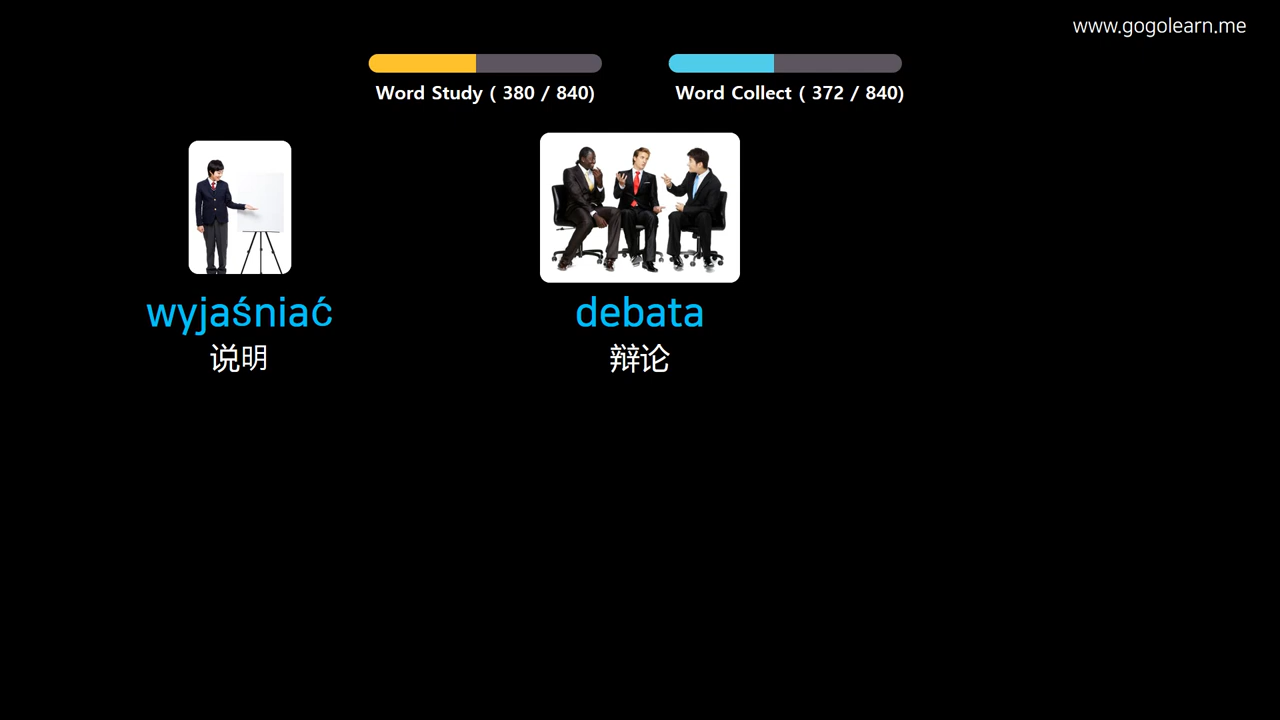 www.gogolearn.me
Word Study ( 380 / 840)
Word Collect ( 372 / 840)
wyjaśniać
说明
debata
辩论